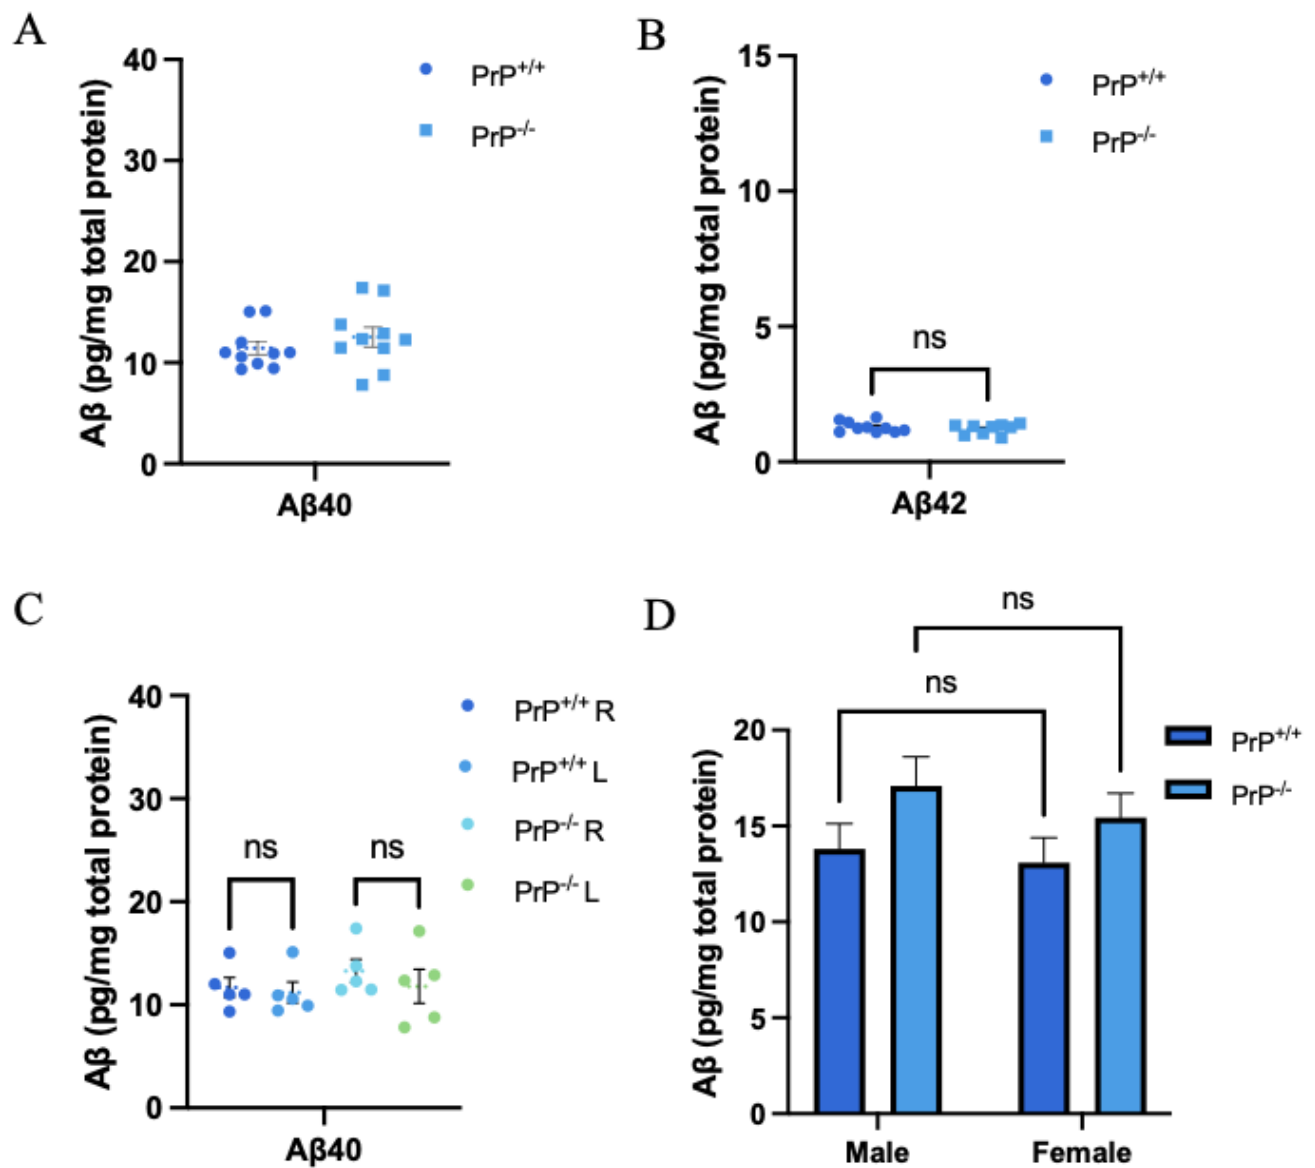 A
Aβ (pg/mg total protein)
40
30
20
10
0
Aβ40
PrP+/+
PrP-/-
B
Aβ (pg/mg total protein)
15
10
5
0
ns
Aβ42
PrP+/+
PrP-/-
C
Aβ (pg/mg total protein)
40
30
20
10
0
ns
ns
Aβ40
PrP+/+ R
PrP+/+ L
PrP-/- R
PrP-/- L
D
Aβ (pg/mg total protein)
20
15
10
5
0
ns
ns
Male
Female
PrP+/+
PrP-/-